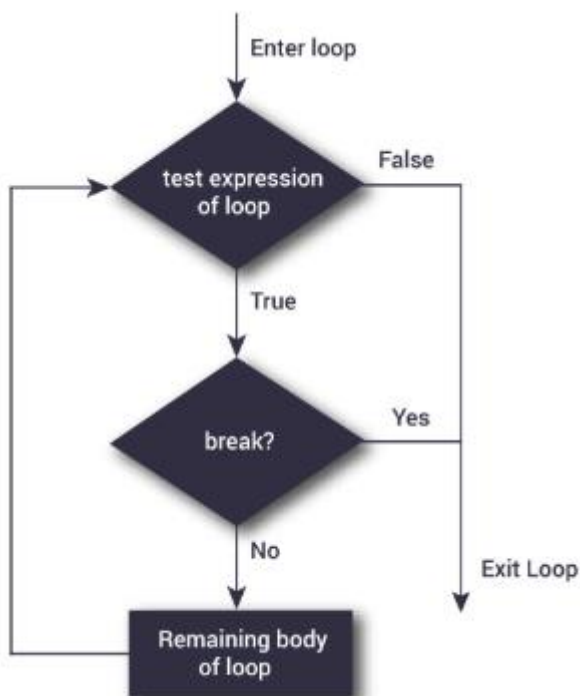 Enter loop
test expression
of loop
False
True
break?
Yes
No
Exit Loop
Remaining body
of loop